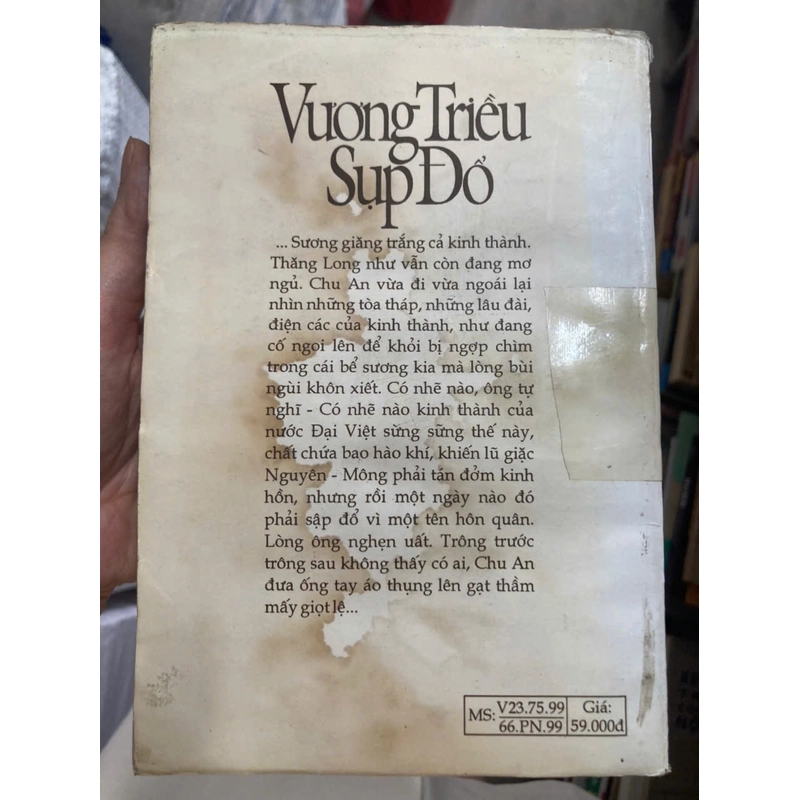 Vương Triều
Sụp Đổ
... Sương giăng trắng cả kinh thành.
Thăng Long như vẫn còn đang mơ
ngủ. Chu An vừa đi vừa ngoái lại
nhìn những tòa tháp, những lâu đài,
điện các của kinh thành, như đang
cố ngoi lên để khỏi bị ngợp chìm
trong cái bể sương kia mà lòng bùi
ngùi khôn xiết. Có nhẽ nào, ông tự
nghĩ - Có nhẽ nào kinh thành của
nước Đại Việt sừng sững thế này,
chất chứa bao hào khí, khiến lũ giặc
Nguyên - Mông phải tán đởm kinh
hồn, nhưng rồi một ngày nào đó
phải sập đổ vì một tên hôn quân.
Lòng ông nghẹn uất. Trông trước
trông sau không thấy có ai, Chu An
đưa ống tay áo thụng lên gạt thầm
mấy giọt lệ...
MS: V23.75.99 Giá:
66.PN.99 59.000đ